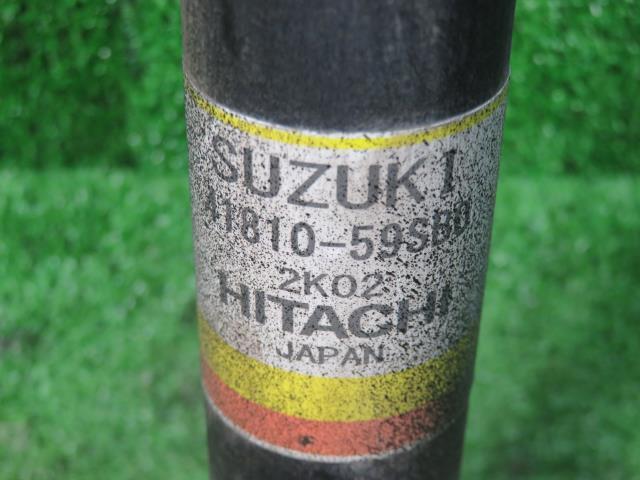 SUZUKI
41810-59SB0
2K02
HITACHI
JAPAN